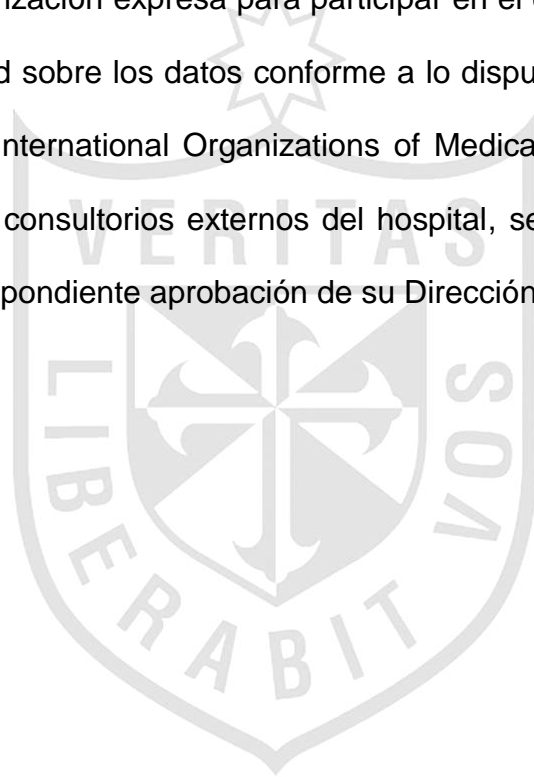 rización expresa para participar en el
d sobre los datos conforme a lo dispu
nternational Organizations of Medica
consultorios externos del hospital, se
pondiente aprobación de su Dirección
VERITAS
LIBERABIT VOS